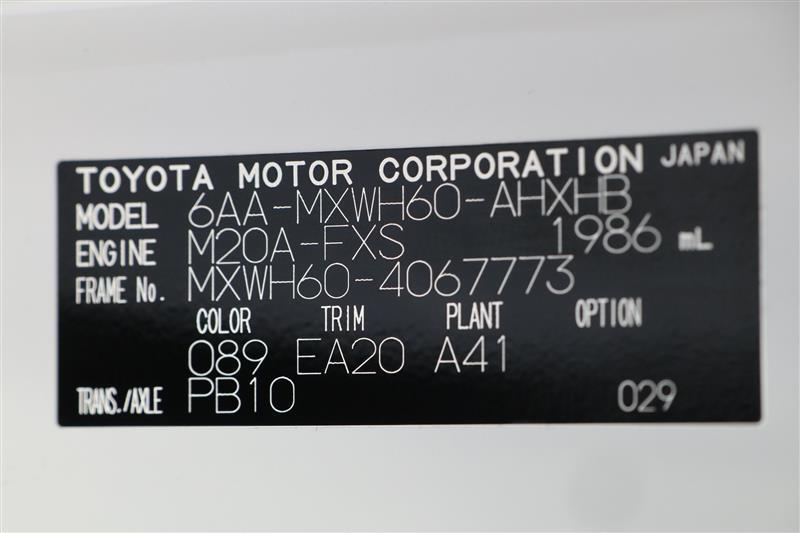 TOYOTA MOTOR CORPORATION JAPAN
MODEL 6AA-MXWH60-AHXHB
ENGINE M20A-FXS 1986 mL
FRAME No. MXWH60-4067773
COLOR TRIM PLANT OPTION
089 EA20 A41
TRANS./AXLE PB10 029